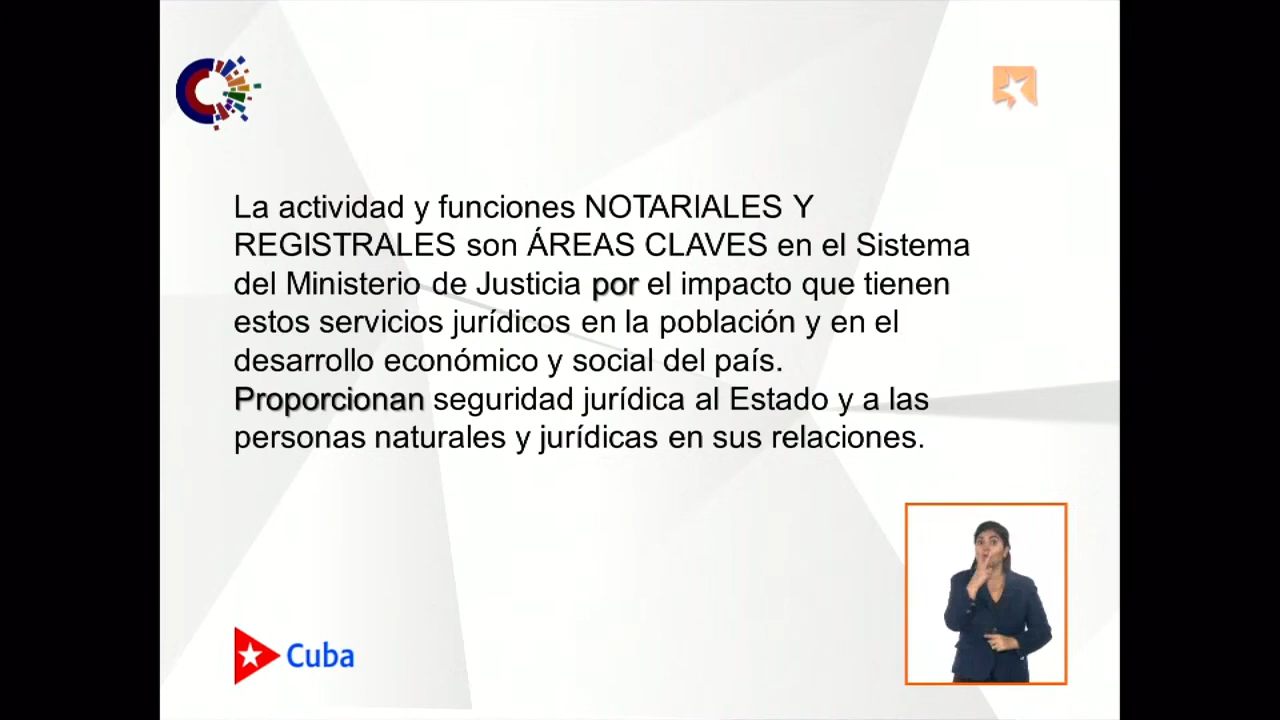 La actividad y funciones NOTARIALES Y
REGISTRALES son ÁREAS CLAVES en el Sistema
del Ministerio de Justicia por el impacto que tienen
estos servicios jurídicos en la población y en el
desarrollo económico y social del país.
Proporcionan seguridad jurídica al Estado y a las
personas naturales y jurídicas en sus relaciones.
Cuba